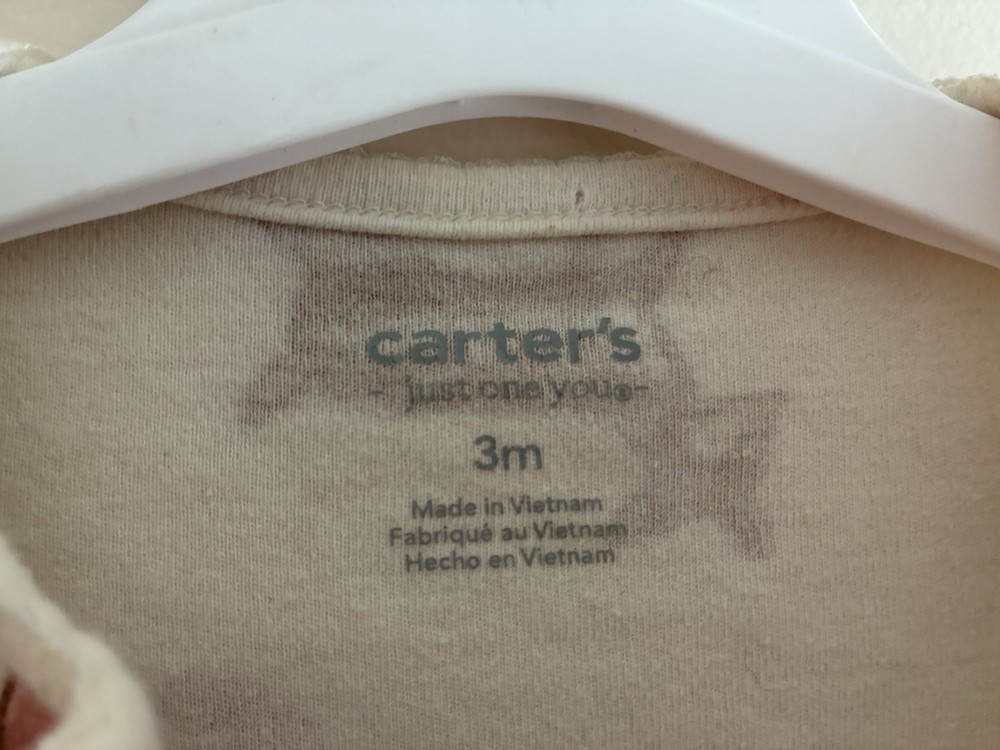 carter's
- just one you®-
3m
Made in Vietnam
Fabriqué au Vietnam
Hecho en Vietnam